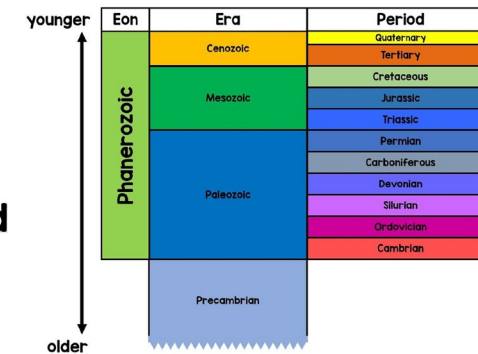 younger
Eon
Era
Period
Phanerozoic
Cenozoic
Quaternary
Tertiary
Mesozoic
Cretaceous
Jurassic
Triassic
Paleozoic
Permian
Carboniferous
Devonian
Silurian
Ordovician
Cambrian
Precambrian
older